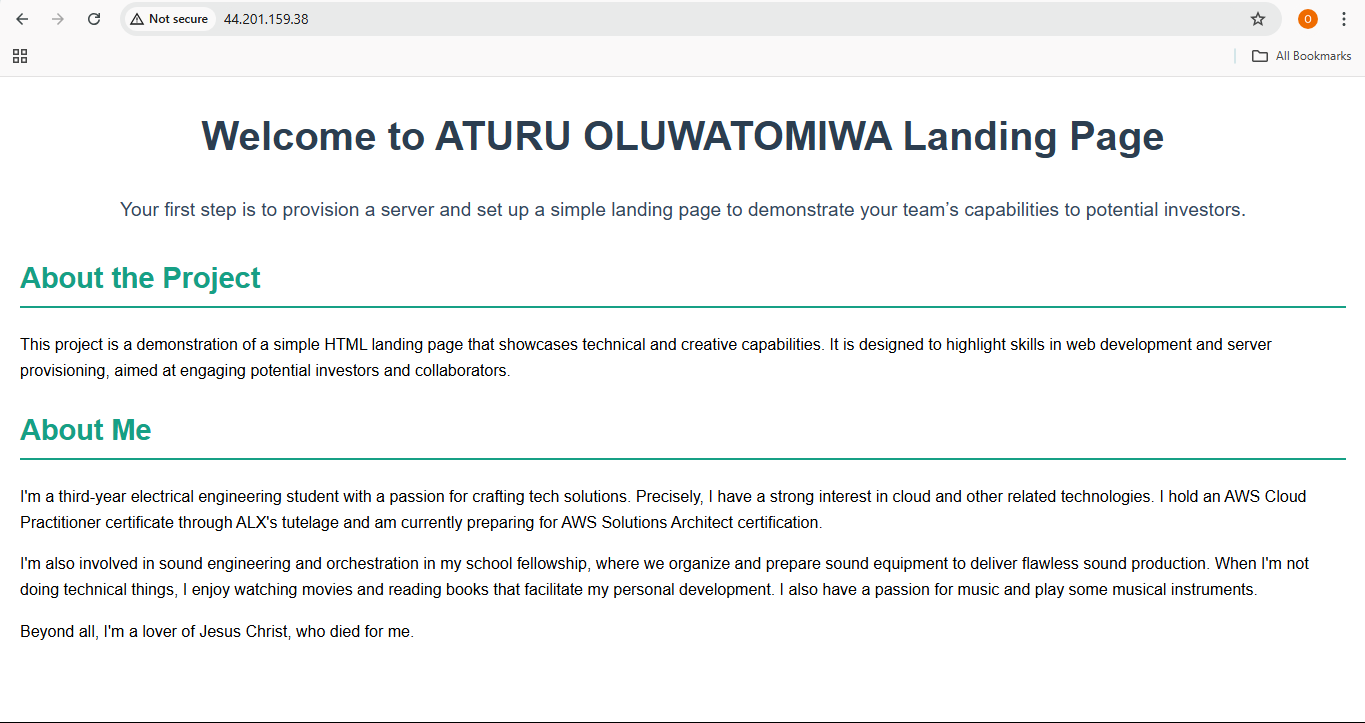 Not secure
44.201.159.38
O
All Bookmarks
Welcome to ATURU OLUWATOMIWA Landing Page
Your first step is to provision a server and set up a simple landing page to demonstrate your team’s capabilities to potential investors.
About the Project
This project is a demonstration of a simple HTML landing page that showcases technical and creative capabilities. It is designed to highlight skills in web development and server
provisioning, aimed at engaging potential investors and collaborators.
About Me
I'm a third-year electrical engineering student with a passion for crafting tech solutions. Precisely, I have a strong interest in cloud and other related technologies. I hold an AWS Cloud
Practitioner certificate through ALX's tutelage and am currently preparing for AWS Solutions Architect certification.
I'm also involved in sound engineering and orchestration in my school fellowship, where we organize and prepare sound equipment to deliver flawless sound production. When I'm not
doing technical things, I enjoy watching movies and reading books that facilitate my personal development. I also have a passion for music and play some musical instruments.
Beyond all, I'm a lover of Jesus Christ, who died for me.